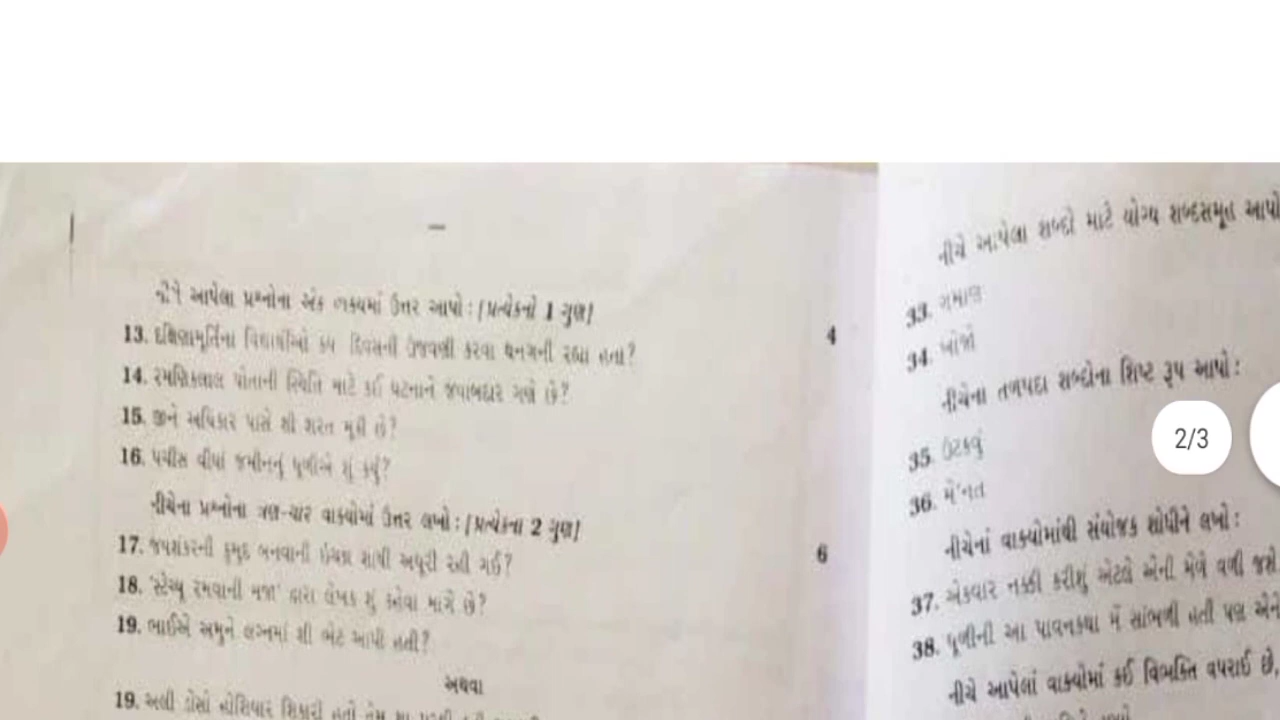 નીચે આપેલા પ્રશ્નોના એક વાક્યમાં ઉત્તર આપો : [પ્રત્યેકનો 1 ગુણ] 4
13. દક્ષિણામૂર્તિના વિદ્યાર્થીઓ કયા દિવસની ઉજવણી કરવા થનગની રહ્યા હતા?
14. રમણિકલાલ પોતાની સ્થિતિ માટે કઈ ઘટનાને જવાબદાર ગણે છે?
15. જીને અધિકાર પાસે શી શરત મૂકી છે?
16. પચીસ વીઘાં જમીનનું ધૂળીએ શું કર્યું?
નીચેના પ્રશ્નોના ત્રણ-ચાર વાક્યોમાં ઉત્તર લખો : [પ્રત્યેકના 2 ગુણ] 6
17. જયશંકરની કુમુદ બનવાની ઇચ્છા શાથી અધૂરી રહી ગઈ?
18. 'સ્ટેચ્યૂ રમવાની મજા' દ્વારા લેખક શું કહેવા માગે છે?
19. ભાઈએ અમુને લગ્નમાં શી ભેટ આપી હતી?
અથવા
19. અલી ડોસો હોશિયાર શિકારી હતો તેમ
નીચે આપેલા શબ્દો માટે યોગ્ય શબ્દસમૂહ આપો
33. ગમાણ
34. ખોજો
નીચેના તળપદા શબ્દોના શિષ્ટ રૂપ આપો :
35. ઉટકવું
36. મે'નત
નીચેનાં વાક્યોમાંથી સંયોજક શોધીને લખો :
37. એકવાર નક્કી કરીશું એટલે એની મેળે વળી જશે
38. ધૂળીની આ પાવનકથા મેં સાંભળી હતી પણ એને
નીચે આપેલાં વાક્યોમાં કઈ વિભક્તિ વપરાઈ છે,
2/3